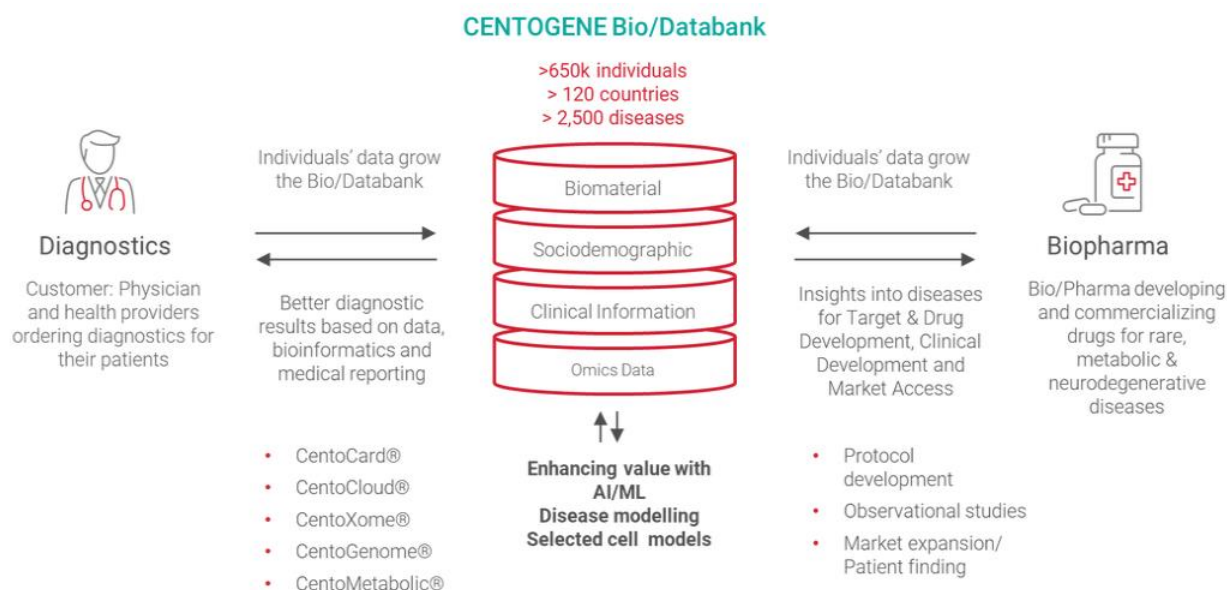 CENTOGENE Bio/Databank
>650k individuals
> 120 countries
> 2,500 diseases
Diagnostics
Customer: Physician
and health providers
ordering diagnostics for
their patients
Individuals’ data grow
the Bio/Databank
Better diagnostic
results based on data,
bioinformatics and
medical reporting
• CentoCard®
• CentoCloud®
• CentoXome®
• CentoGenome®
• CentoMetabolic®
Biomaterial
Sociodemographic
Clinical Information
Omics Data
Enhancing value with
AI/ML
Disease modelling
Selected cell models
Individuals’ data grow
the Bio/Databank
Insights into diseases
for Target & Drug
Development, Clinical
Development and
Market Access
• Protocol
development
• Observational studies
• Market expansion/
Patient finding
Biopharma
Bio/Pharma developing
and commercializing
drugs for rare,
metabolic &
neurodegenerative
diseases